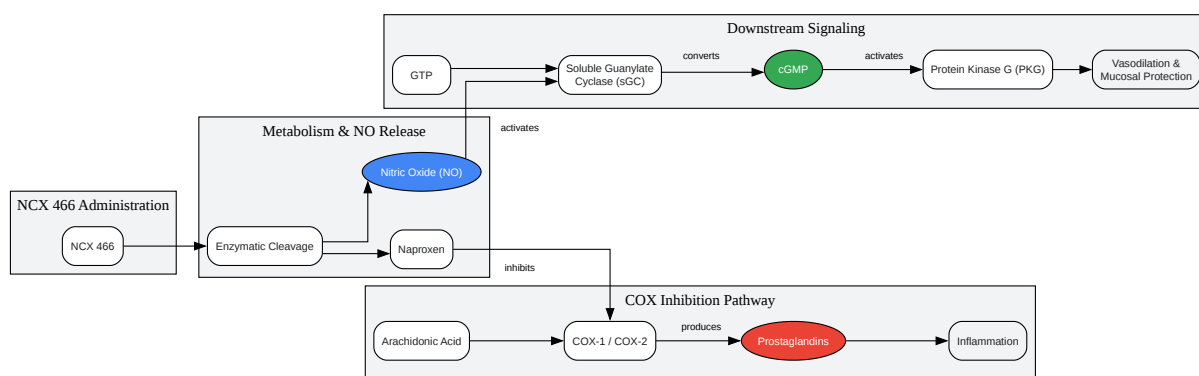 Downstream Signaling
GTP
Soluble Guanylate
Cyclase (sGC)
converts
cGMP
activates
Protein Kinase G (PKG)
Vasodilation &
Mucosal Protection
activates
Metabolism & NO Release
Nitric Oxide (NO)
Enzymatic Cleavage
Naproxen
inhibits
NCX 466 Administration
NCX 466
COX Inhibition Pathway
Arachidonic Acid
COX-1 / COX-2
produces
Prostaglandins
Inflammation